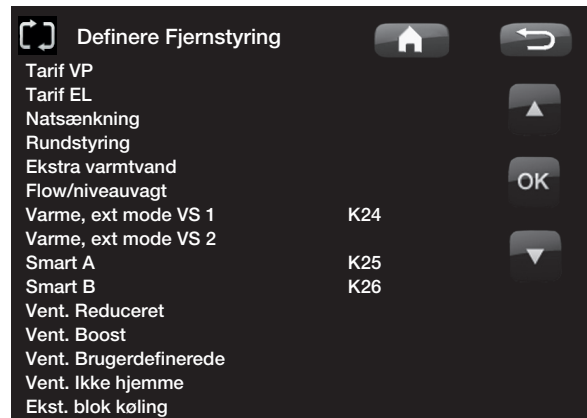 Definere Fjernstyring
Tarif VP
Tarif EL
Natsænkning
Rundstyring
Ekstra varmtvand
Flow/niveauvagt
OK
Varme, ext mode VS 1 K24
Varme, ext mode VS 2
Smart A K25
Smart B K26
Vent. Reduceret
Vent. Boost
Vent. Brugerdefinerede
Vent. Ikke hjemme
Ekst. blok køling